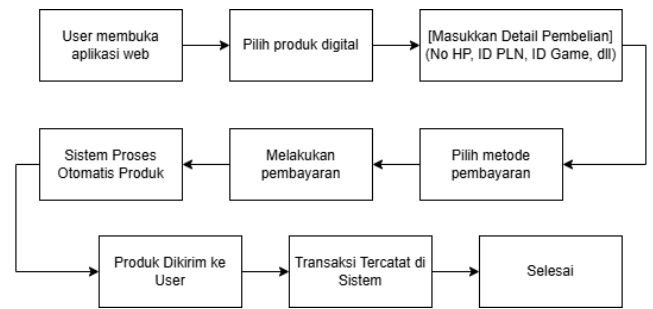 User membuka
aplikasi web
Pilih produk digital
[Masukkan Detail Pembelian]
(No HP, ID PLN, ID Game, dll)
Pilih metode
pembayaran
Melakukan
pembayaran
Sistem Proses
Otomatis Produk
Produk Dikirim ke
User
Transaksi Tercatat di
Sistem
Selesai